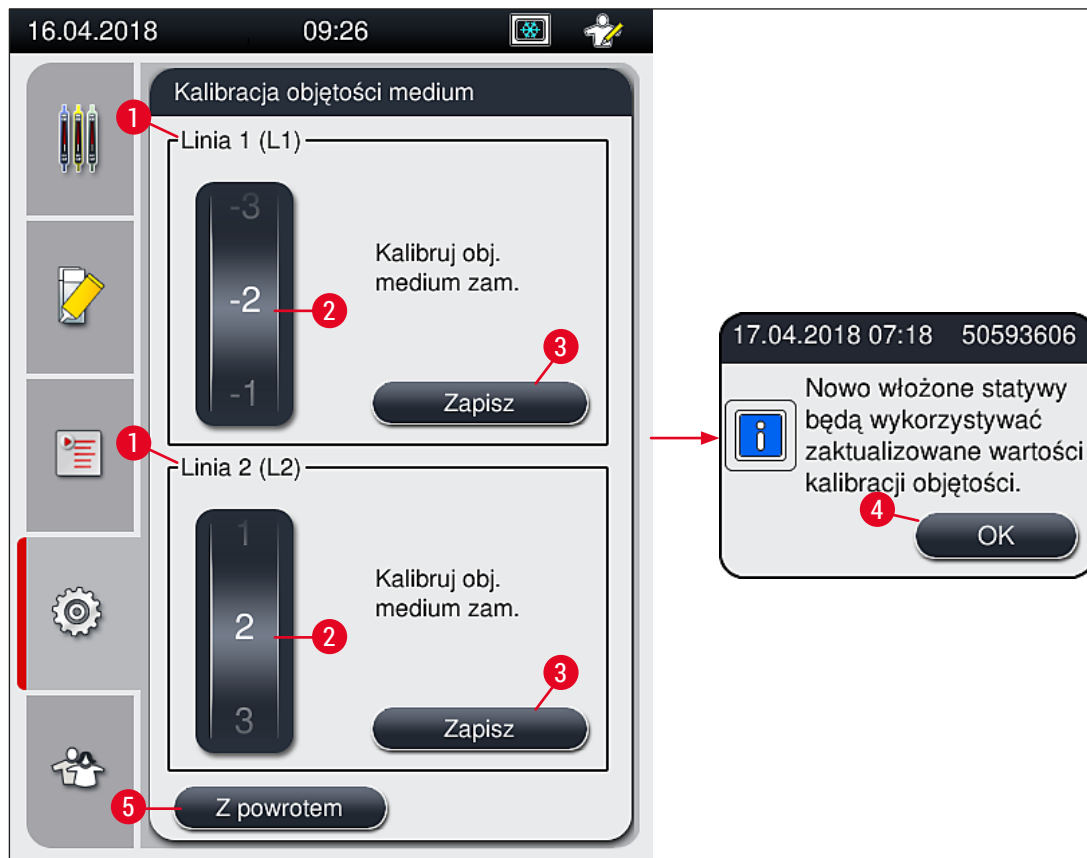 16.04.2018 09:26
Kalibracja objętości medium
1
Linia 1 (L1)
-3
-2
-1
2
Kalibruj obj.
medium zam.
3
Zapisz
1
Linia 2 (L2)
1
2
3
2
Kalibruj obj.
medium zam.
3
Zapisz
5
Z powrotem
17.04.2018 07:18 50593606
Nowo włożone statywy
będą wykorzystywać
zaktualizowane wartości
kalibracji objętości.
4
OK